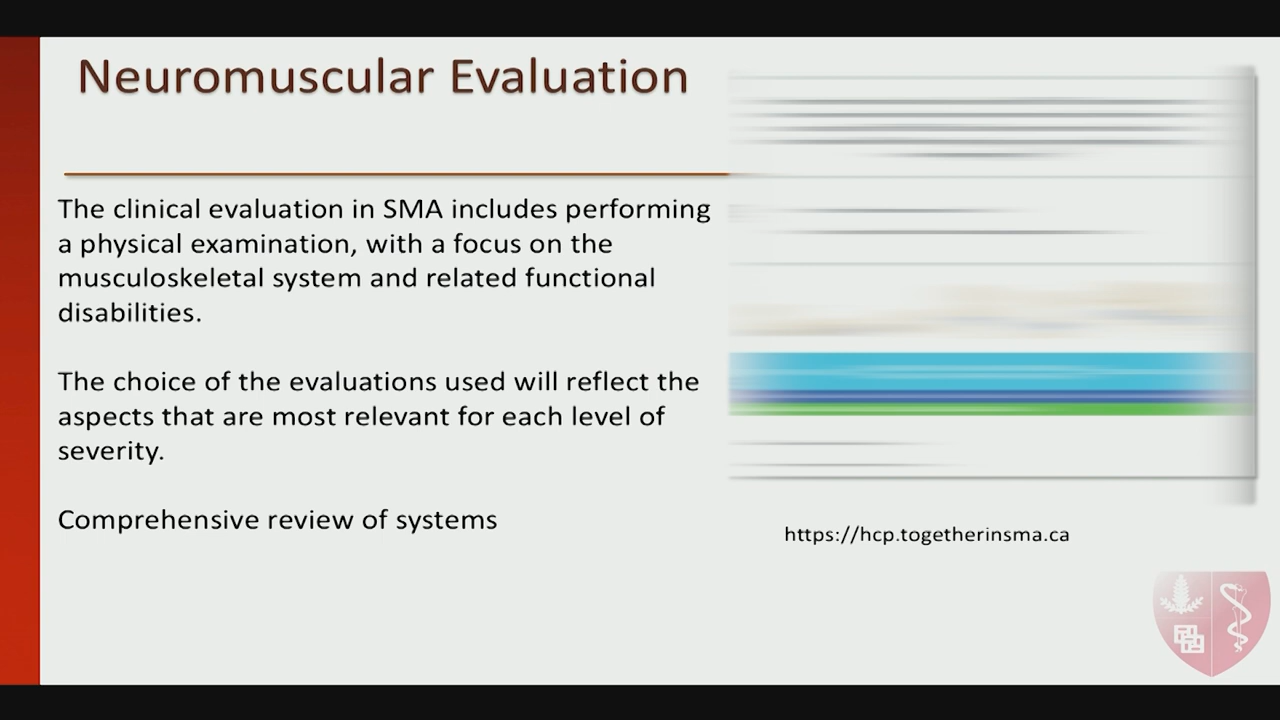 Neuromuscular Evaluation
The clinical evaluation in SMA includes performing
a physical examination, with a focus on the
musculoskeletal system and related functional
disabilities.
The choice of the evaluations used will reflect the
aspects that are most relevant for each level of
severity.
Comprehensive review of systems
https://hcp.togetherinsma.ca